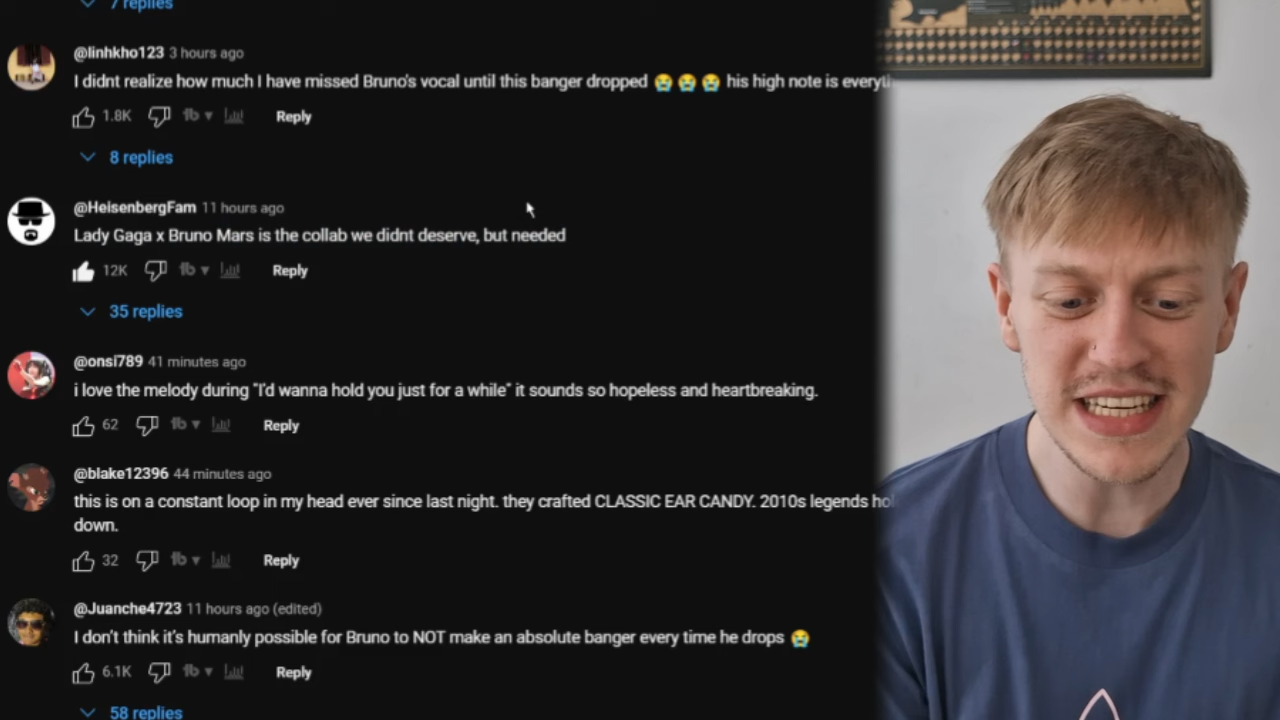 7 replies
@linhkho123 3 hours ago
I didnt realize how much I have missed Bruno's vocal until this banger dropped 😭😭😭 his high note is
1.8K Reply
8 replies
@HeisenbergFam 11 hours ago
Lady Gaga x Bruno Mars is the collab we didnt deserve, but needed
12K Reply
35 replies
@onsi789 41 minutes ago
i love the melody during "I'd wanna hold you just for a while" it sounds so hopeless and heartbreaking.
62 Reply
@blake12396 44 minutes ago
this is on a constant loop in my head ever since last night. they crafted CLASSIC EAR CANDY. 2010s legends
down.
32 Reply
@Juanche4723 11 hours ago (edited)
I don't think it's humanly possible for Bruno to NOT make an absolute banger every time he drops 😭
6.1K Reply
58 replies